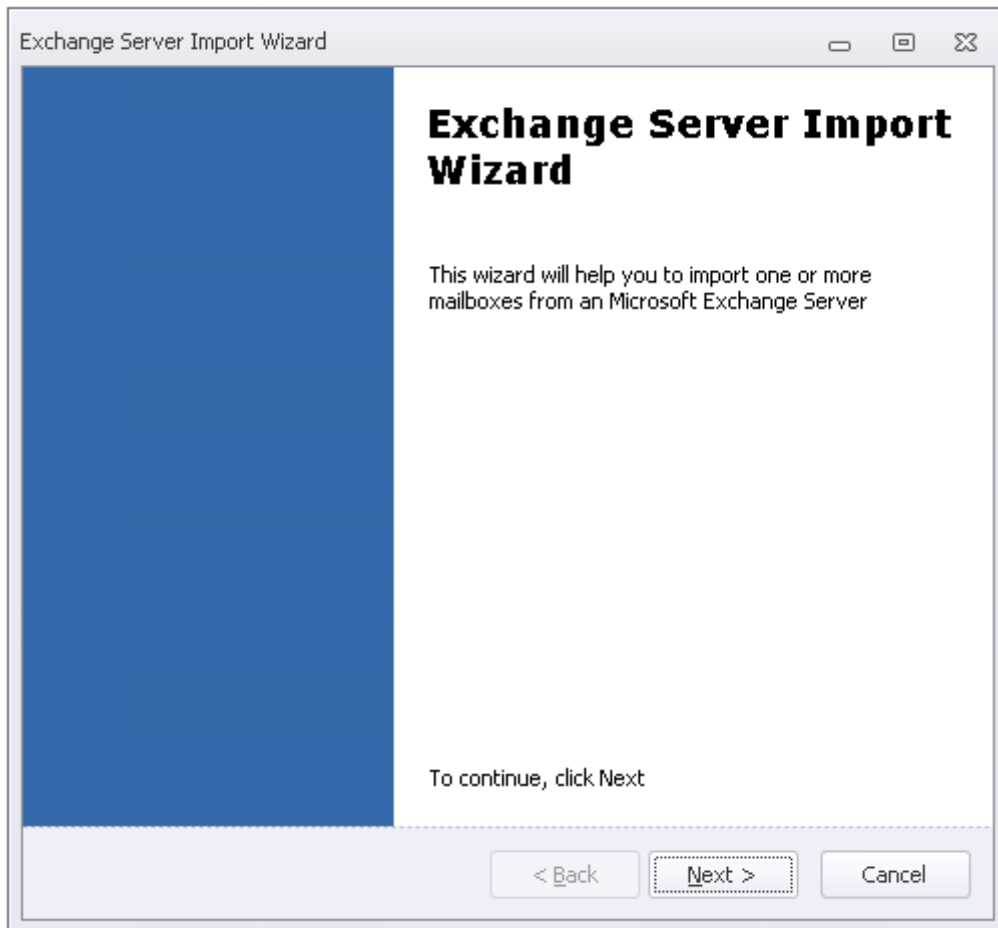 Exchange Server Import Wizard
Exchange Server Import
Wizard
This wizard will help you to import one or more
mailboxes from an Microsoft Exchange Server
To continue, click Next
< Back
Next >
Cancel